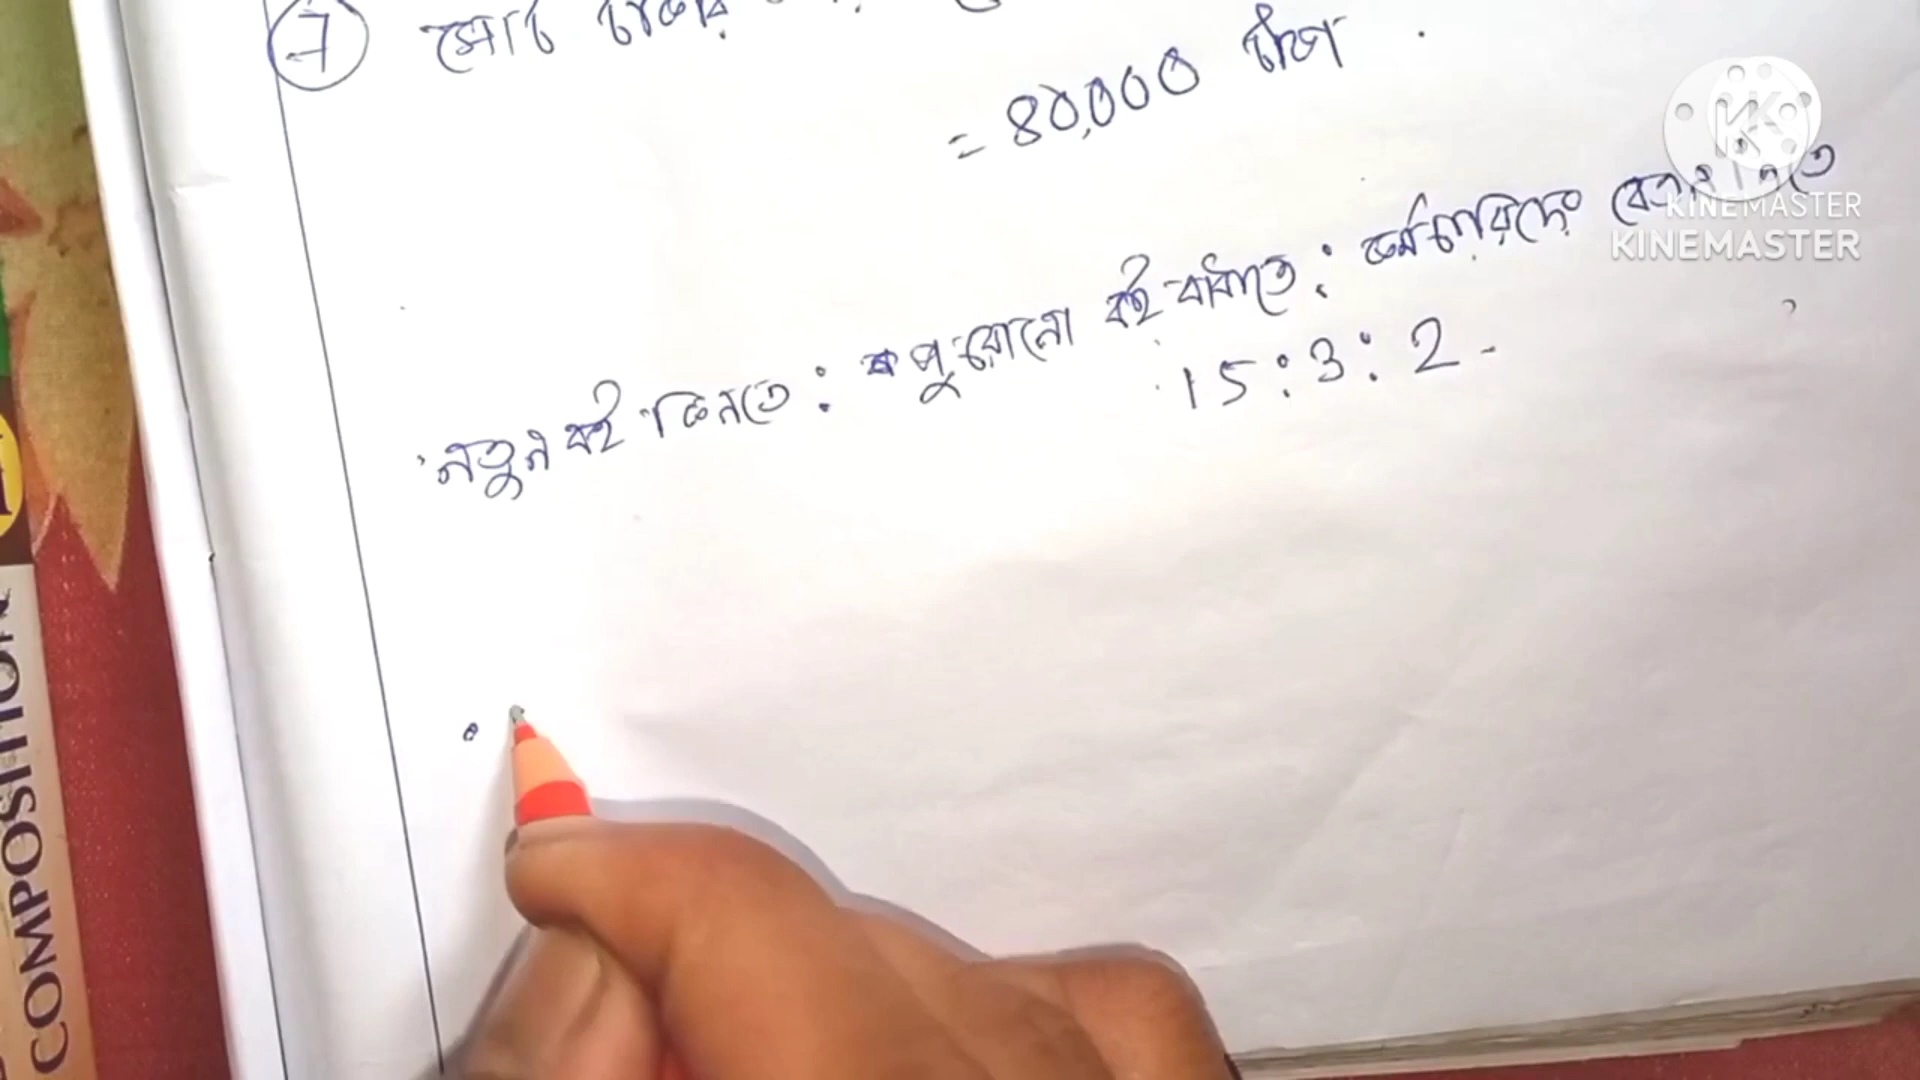 7 মোট টাকার
= 80,000 টাকা .
নতুন বই কিনতে : পুরোনো বই বাধাতে : কর্মচারিদের বেতন দিতে
15 : 3 : 2 -
KINEMASTER
KINEMASTER
COMPOSITION